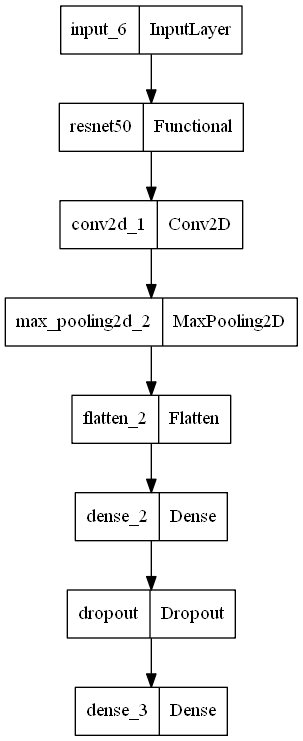 input_6 InputLayer
resnet50 Functional
conv2d_1 Conv2D
max_pooling2d_2 MaxPooling2D
flatten_2 Flatten
dense_2 Dense
dropout Dropout
dense_3 Dense